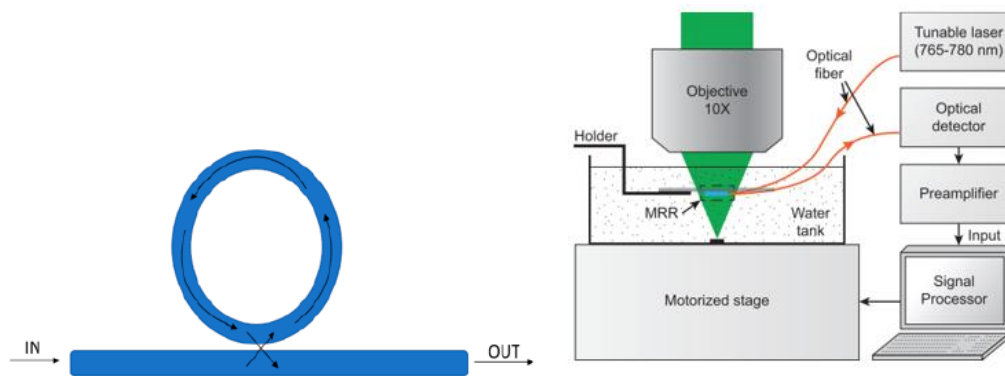 IN
OUT
Tunable laser
(765-780 nm)
Optical
fiber
Objective
10X
Optical
detector
Holder
Preamplifier
MRR
Water
tank
Input
Signal
Processor
Motorized stage